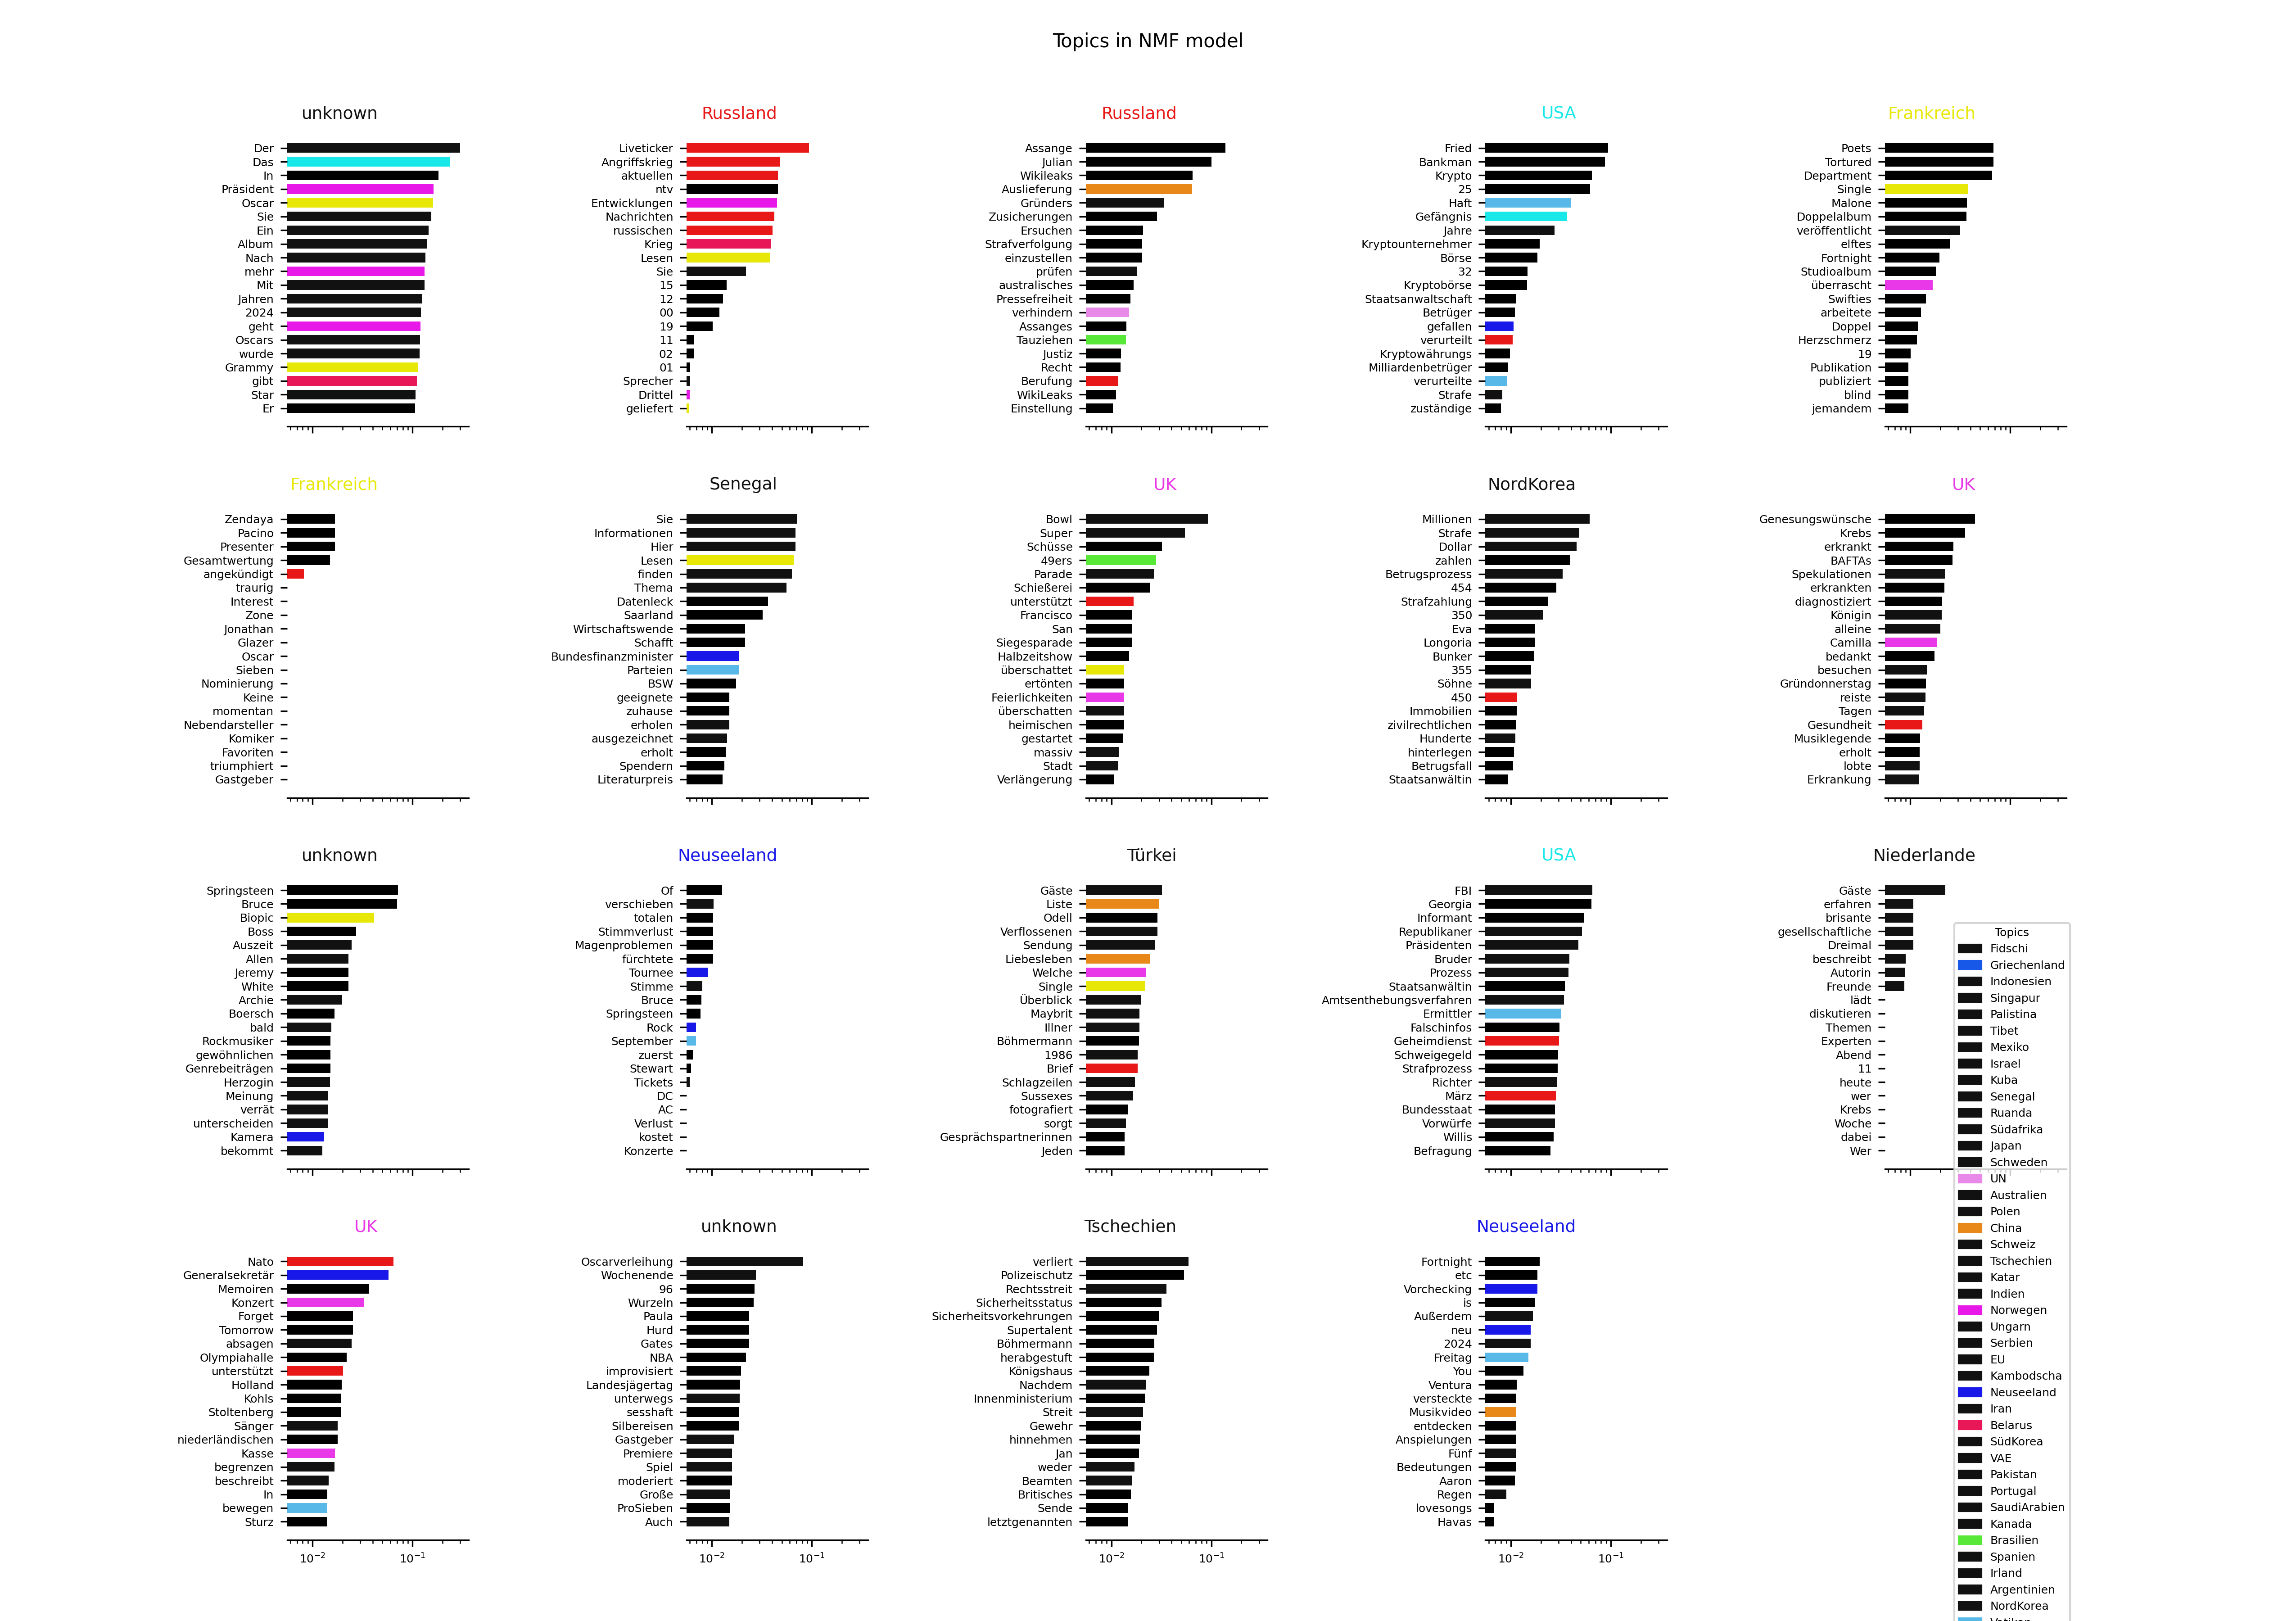 Topics in NMF model
unknown
Der
Das
In
Präsident
Oscar
Sie
Ein
Album
Nach
mehr
Mit
Jahren
2024
geht
Oscars
wurde
Grammy
gibt
Star
Er
Russland
Liveticker
Angriffskrieg
aktuellen
ntv
Entwicklungen
Nachrichten
russischen
Krieg
Lesen
Sie
15
12
00
19
11
02
01
Sprecher
Drittel
geliefert
Russland
Assange
Julian
Wikileaks
Auslieferung
Gründers
Zusicherungen
Ersuchen
Strafverfolgung
einzustellen
prüfen
australisches
Pressefreiheit
verhindern
Assanges
Tauziehen
Justiz
Recht
Berufung
WikiLeaks
Einstellung
USA
Fried
Bankman
Krypto
25
Haft
Gefängnis
Jahre
Kryptounternehmer
Börse
32
Kryptobörse
Staatsanwaltschaft
Betrüger
gefallen
verurteilt
Kryptowährungs
Milliardenbetrüger
verurteilte
Strafe
zuständige
Frankreich
Poets
Tortured
Department
Single
Malone
Doppelalbum
veröffentlicht
elftes
Fortnight
Studioalbum
überrascht
Swifties
arbeitete
Doppel
Herzschmerz
19
Publikation
publiziert
blind
jemandem
Frankreich
Zendaya
Pacino
Presenter
Gesamtwertung
angekündigt
traurig
Interest
Zone
Jonathan
Glazer
Oscar
Sieben
Nominierung
Keine
momentan
Nebendarsteller
Komiker
Favoriten
triumphiert
Gastgeber
Senegal
Sie
Informationen
Hier
Lesen
finden
Thema
Datenleck
Saarland
Wirtschaftswende
Schafft
Bundesfinanzminister
Parteien
BSW
geeignete
zuhause
erholen
ausgezeichnet
erholt
Spendern
Literaturpreis
UK
Bowl
Super
Schüsse
49ers
Parade
Schießerei
unterstützt
Francisco
San
Siegesparade
Halbzeitshow
überschattet
ertönten
Feierlichkeiten
überschatten
heimischen
gestartet
massiv
Stadt
Verlängerung
NordKorea
Millionen
Strafe
Dollar
zahlen
Betrugsprozess
454
Strafzahlung
350
Eva
Longoria
Bunker
355
Söhne
450
Immobilien
zivilrechtlichen
Hunderte
hinterlegen
Betrugsfall
Staatsanwältin
UK
Genesungswünsche
Krebs
erkrankt
BAFTAs
Spekulationen
erkrankten
diagnostiziert
Königin
alleine
Camilla
bedankt
besuchen
Gründonnerstag
reiste
Tagen
Gesundheit
Musiklegende
erholt
lobte
Erkrankung
unknown
Springsteen
Bruce
Biopic
Boss
Auszeit
Allen
Jeremy
White
Archie
Boersch
bald
Rockmusiker
gewöhnlichen
Genrebeiträgen
Herzogin
Meinung
verrät
unterscheiden
Kamera
bekommt
Neuseeland
Of
verschieben
totalen
Stimmverlust
Magenproblemen
fürchtete
Tournee
Stimme
Bruce
Springsteen
Rock
September
zuerst
Stewart
Tickets
DC
AC
Verlust
kostet
Konzerte
Türkei
Gäste
Liste
Odell
Verflossenen
Sendung
Liebesleben
Welche
Single
Überblick
Maybrit
Illner
Böhmermann
1986
Brief
Schlagzeilen
Sussexes
fotografiert
sorgt
Gesprächspartnerinnen
Jeden
USA
FBI
Georgia
Informant
Republikaner
Präsidenten
Bruder
Prozess
Staatsanwältin
Amtsenthebungsverfahren
Ermittler
Falschinfos
Geheimdienst
Schweigegeld
Strafprozess
Richter
März
Bundesstaat
Vorwürfe
Willis
Befragung
Niederlande
Gäste
erfahren
brisante
gesellschaftliche
Dreimal
beschreibt
Autorin
Freunde
lädt
diskutieren
Themen
Experten
Abend
11
heute
wer
Krebs
Woche
dabei
Wer
UK
Nato
Generalsekretär
Memoiren
Konzert
Forget
Tomorrow
absagen
Olympiahalle
unterstützt
Holland
Kohls
Stoltenberg
Sänger
niederländischen
Kasse
begrenzen
beschreibt
In
bewegen
Sturz
10⁻² 10⁻¹
unknown
Oscarverleihung
Wochenende
96
Wurzeln
Paula
Hurd
Gates
NBA
improvisiert
Landesjägertag
unterwegs
sesshaft
Silbereisen
Gastgeber
Premiere
Spiel
moderiert
Große
ProSieben
Auch
10⁻² 10⁻¹
Tschechien
verliert
Polizeischutz
Rechtsstreit
Sicherheitsstatus
Sicherheitsvorkehrungen
Supertalent
Böhmermann
herabgestuft
Königshaus
Nachdem
Innenministerium
Streit
Gewehr
hinnehmen
Jan
weder
Beamten
Britisches
Sende
letztgenannten
10⁻² 10⁻¹
Neuseeland
Fortnight
etc
Vorchecking
is
Außerdem
neu
2024
Freitag
You
Ventura
versteckte
Musikvideo
entdecken
Anspielungen
Fünf
Bedeutungen
Aaron
Regen
lovesongs
Havas
10⁻² 10⁻¹
Topics
Fidschi
Griechenland
Indonesien
Singapur
Palistina
Tibet
Mexiko
Israel
Kuba
Senegal
Ruanda
Südafrika
Japan
Schweden
UN
Australien
Polen
China
Schweiz
Tschechien
Katar
Indien
Norwegen
Ungarn
Serbien
EU
Kambodscha
Neuseeland
Iran
Belarus
SüdKorea
VAE
Pakistan
Portugal
SaudiArabien
Kanada
Brasilien
Spanien
Irland
Argentinien
NordKorea